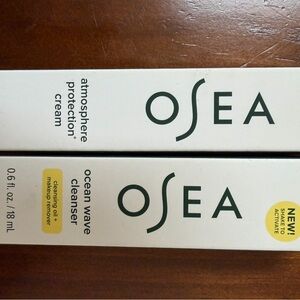 atmosphere
protection+
cream
OSEA
0.6 fl. oz. / 18 mL
ocean wave
cleanser
cleansing oil +
makeup remover
OSEA
NEW!
SHAKE TO
ACTIVATE